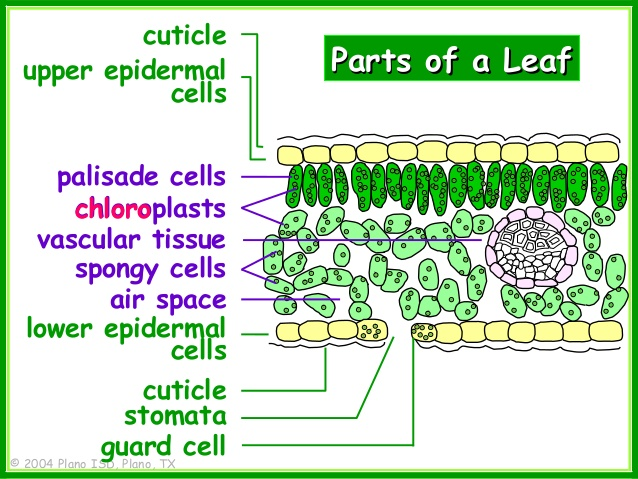 cuticle
Parts of a Leaf
upper epidermal
cells
palisade cells
chloroplasts
vascular tissue
spongy cells
air space
lower epidermal
cells
cuticle
stomata
guard cell
© 2004 Plano ISD, Plano, TX